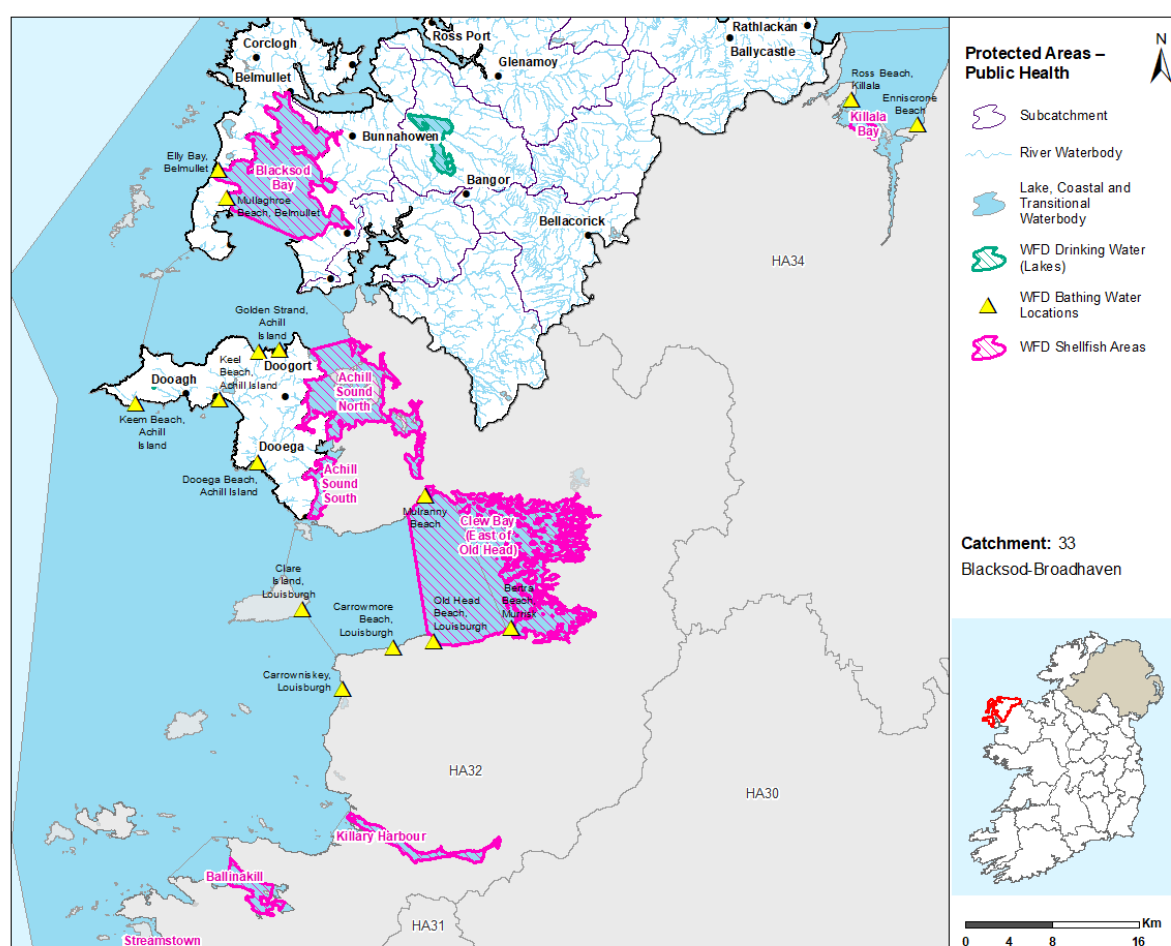 Corclogh
Belmullet
Ross Port
Glenamoy
Rathlackan
Ballycastle
Ross Beach,
Killala
Enniscrone
Beach
Killala
Bay
Bunnahowen
Elly Bay,
Belmullet
Blacksod
Bay
Mullaghroe
Beach, Belmullet
Bangor
Bellacorick
HA34
Golden Strand,
Achill
Island
Keel
Beach,
Achill Island
Doogort
Dooagh
Achill
Sound
North
Keem Beach,
Achill
Island
Dooega
Dooega Beach,
Achill Island
Achill
Sound
South
Mulranny
Beach
Clew Bay
(East of
Old Head)
Clare
Island,
Louisburgh
Carrowmore
Beach,
Louisburgh
Old Head
Beach,
Louisburgh
Bertra
Beach,
Murrisk
Carrowniskey,
Louisburgh
HA32
HA30
Killary Harbour
Ballinakill
HA31
Streamstown
Protected Areas –
Public Health
N
Subcatchment
River Waterbody
Lake, Coastal and
Transitional
Waterbody
WFD Drinking Water
(Lakes)
WFD Bathing Water
Locations
WFD Shellfish Areas
Catchment: 33
Blacksod-Broadhaven
Km
0 4 8 16